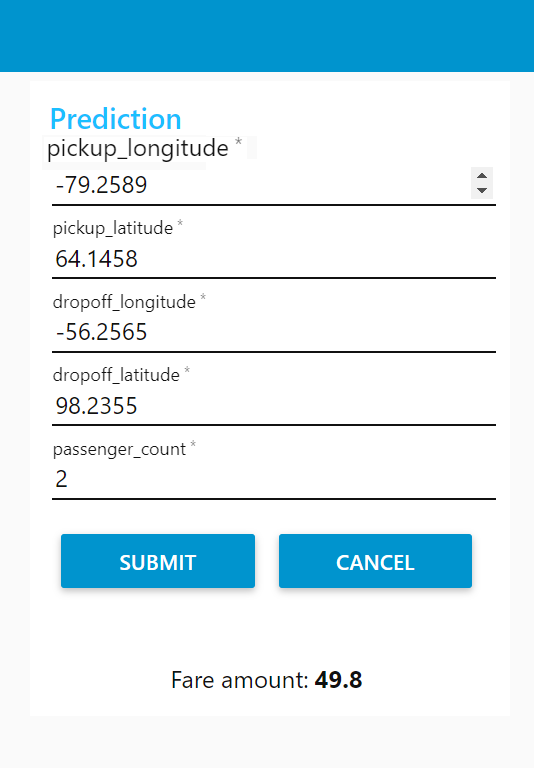 Prediction
pickup_longitude *
-79.2589
pickup_latitude *
64.1458
dropoff_longitude *
-56.2565
dropoff_latitude *
98.2355
passenger_count *
2
SUBMIT CANCEL
Fare amount: 49.8